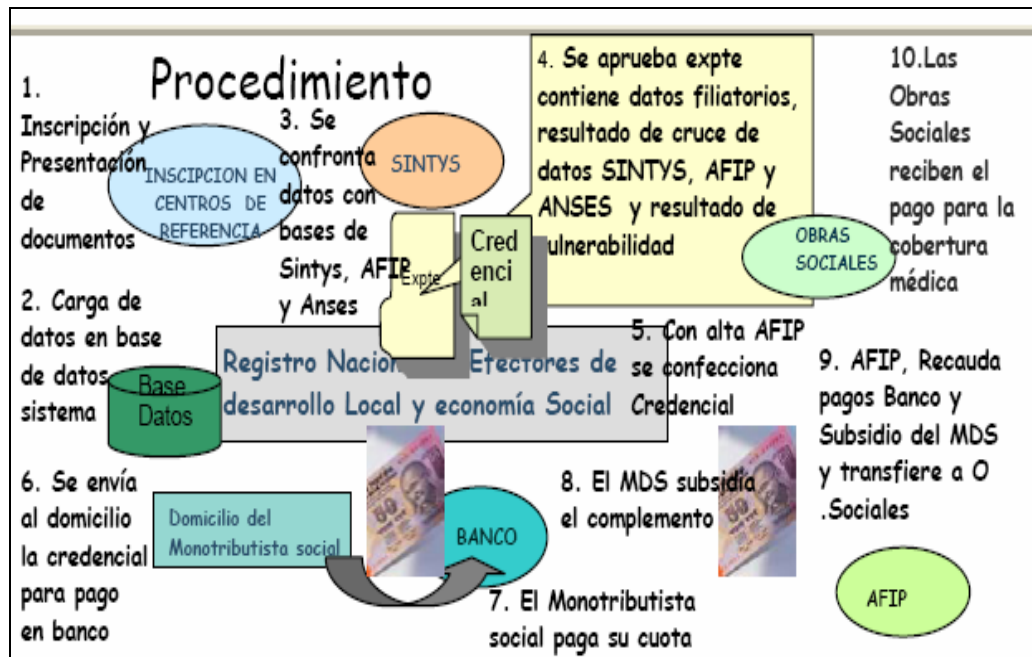 Procedimiento
1.
Inscripción y
Presentación
de
documentos
INSCIPCION EN
CENTROS DE
REFERENCIA
2. Carga de
datos en base
de datos
sistema
Base
Datos
3. Se
confronta
datos con
bases de
Sintys, AFIP
y Anses
SINTYS
Expte
Cred
enci
al
4. Se aprueba expte
contiene datos filiatorios,
resultado de cruce de
datos SINTYS, AFIP y
ANSES y resultado de
vulnerabilidad
Registro Nacion Efectores de
desarrollo Local y economía Social
5. Con alta AFIP
se confecciona
Credencial
6. Se envía
al domicilio
la credencial
para pago
en banco
Domicilio del
Monotributista social
BANCO
7. El Monotributista
social paga su cuota
8. El MDS subsidia
el complemento
9. AFIP, Recauda
pagos Banco y
Subsidio del MDS
y transfiere a O
.Sociales
AFIP
10.Las
Obras
Sociales
reciben el
pago para la
cobertura
médica
OBRAS
SOCIALES